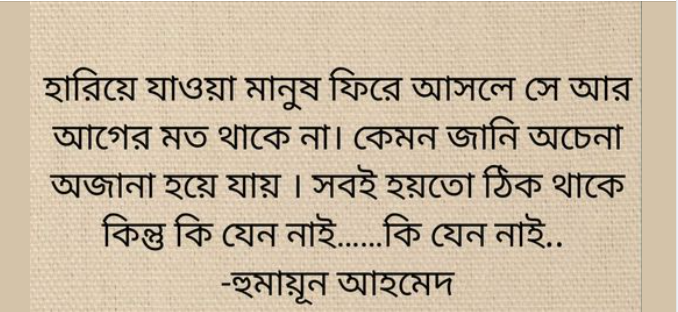 হারিয়ে যাওয়া মানুষ ফিরে আসলে সে আর
আগের মত থাকে না। কেমন জানি অচেনা
অজানা হয়ে যায় । সবই হয়তো ঠিক থাকে
কিন্তু কি যেন নাই......কি যেন নাই..
-হুমায়ূন আহমেদ